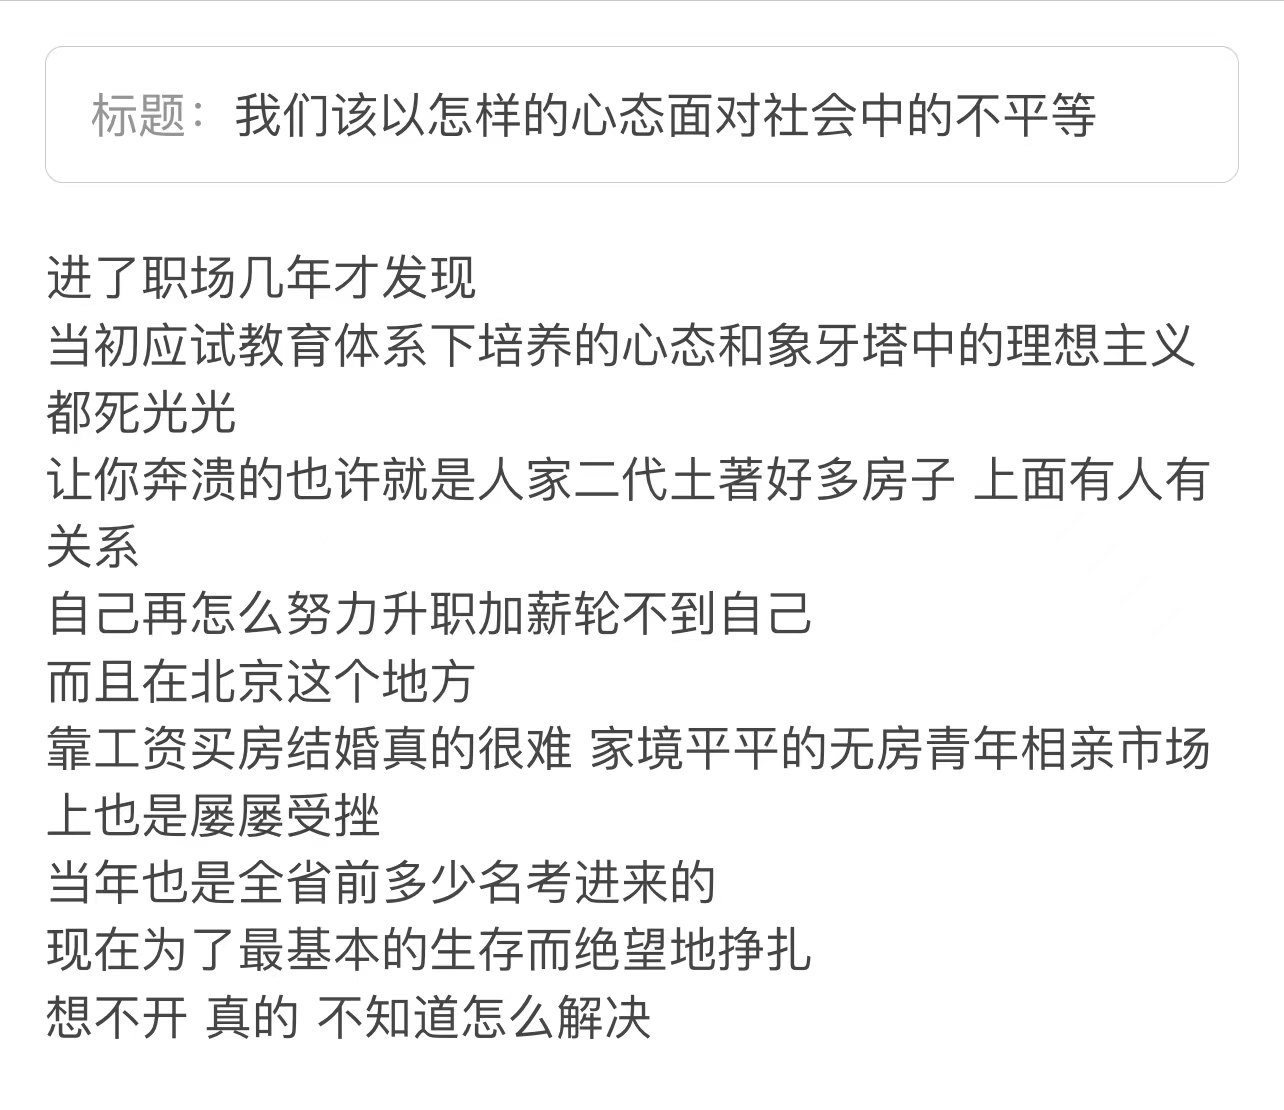 标题：我们该以怎样的心态面对社会中的不平等
进了职场几年才发现
当初应试教育体系下培养的心态和象牙塔中的理想主义
都死光光
让你奔溃的也许就是人家二代土著好多房子 上面有人有
关系
自己再怎么努力升职加薪轮不到自己
而且在北京这个地方
靠工资买房结婚真的很难 家境平平的无房青年相亲市场
上也是屡屡受挫
当年也是全省前多少名考进来的
现在为了最基本的生存而绝望地挣扎
想不开 真的 不知道怎么解决